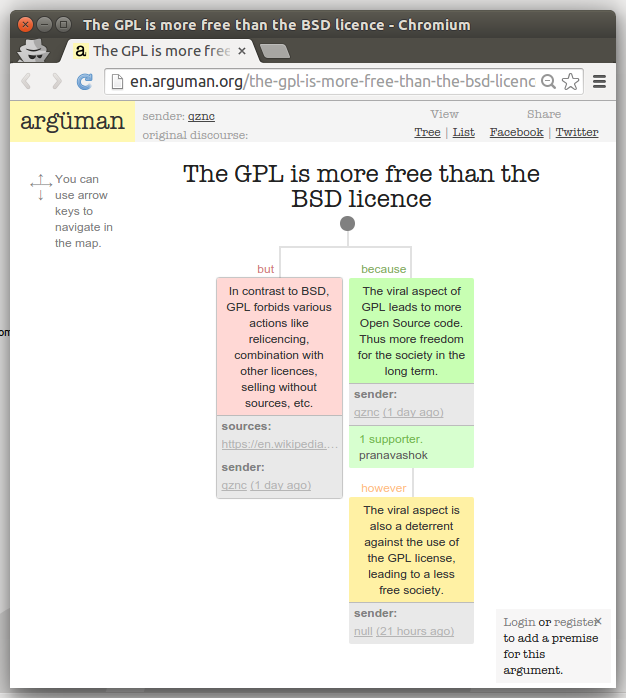 The GPL is more free than the BSD licence - Chromium
The GPL is more free
en.arguman.org/the-gpl-is-more-free-than-the-bsd-licenc
argüman
sender: qznc
original discourse:
View
Tree | List
Share
Facebook | Twitter
You can
use arrow
keys to
navigate in
the map.
The GPL is more free than the
BSD licence
but
In contrast to BSD,
GPL forbids various
actions like
relicencing,
combination with
other licences,
selling without
sources, etc.
sources:
https://en.wikipedia....
sender:
qznc (1 day ago)
because
The viral aspect of
GPL leads to more
Open Source code.
Thus more freedom
for the society in the
long term.
sender:
qznc (1 day ago)
1 supporter.
pranavashok
however
The viral aspect is
also a deterrent
against the use of
the GPL license,
leading to a less
free society.
sender:
null (21 hours ago)
Login or register
to add a premise
for this
argument.
om